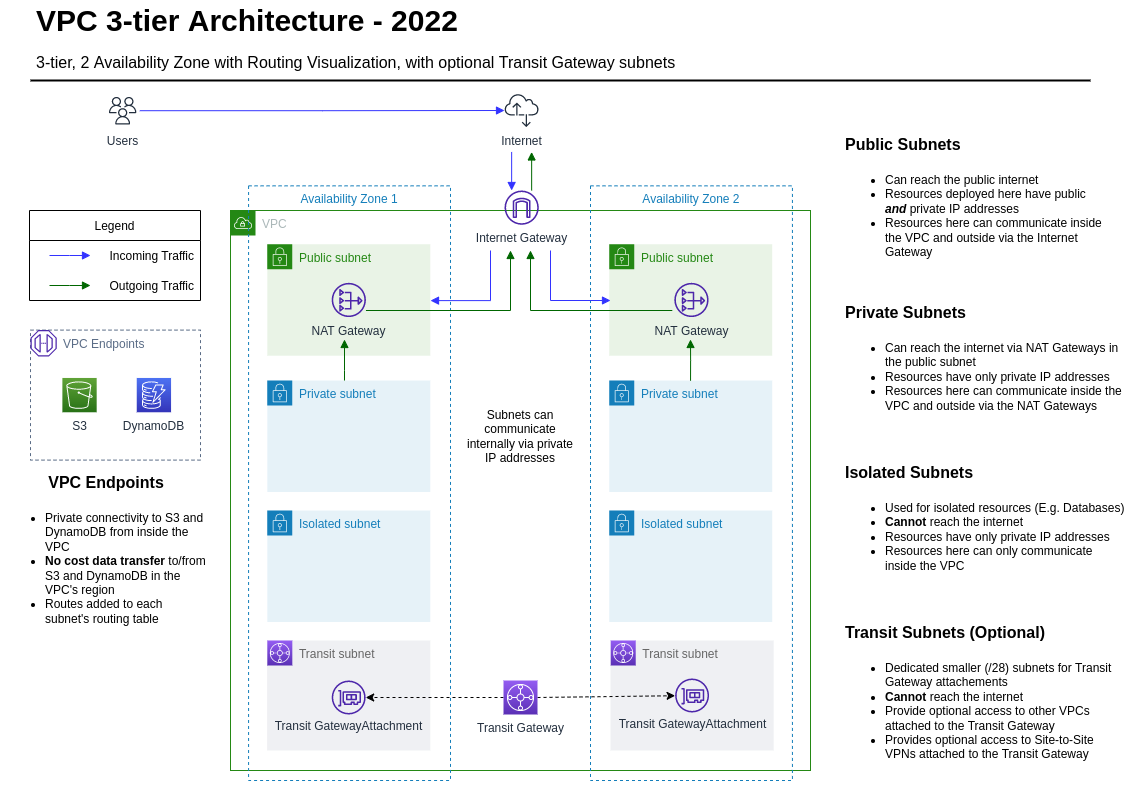 VPC 3-tier Architecture - 2022
3-tier, 2 Availability Zone with Routing Visualization, with optional Transit Gateway subnets
Users
Internet
Legend
Incoming Traffic
Outgoing Traffic
VPC Endpoints
S3
DynamoDB
VPC Endpoints
Private connectivity to S3 and
DynamoDB from inside the
VPC
No cost data transfer to/from
S3 and DynamoDB in the
VPC's region
Routes added to each
subnet's routing table
Availability Zone 1
Availability Zone 2
VPC
Internet Gateway
Public subnet
NAT Gateway
Private subnet
Isolated subnet
Transit subnet
Transit GatewayAttachment
Subnets can
communicate
internally via private
IP addresses
Transit Gateway
Public subnet
NAT Gateway
Private subnet
Isolated subnet
Transit subnet
Transit GatewayAttachment
Public Subnets
Can reach the public internet
Resources deployed here have public
and private IP addresses
Resources here can communicate inside
the VPC and outside via the Internet
Gateway
Private Subnets
Can reach the internet via NAT Gateways in
the public subnet
Resources have only private IP addresses
Resources here can communicate inside the
VPC and outside via the NAT Gateways
Isolated Subnets
Used for isolated resources (E.g. Databases)
Cannot reach the internet
Resources have only private IP addresses
Resources here can only communicate
inside the VPC
Transit Subnets (Optional)
Dedicated smaller (/28) subnets for Transit
Gateway attachements
Cannot reach the internet
Provide optional access to other VPCs
attached to the Transit Gateway
Provides optional access to Site-to-Site
VPNs attached to the Transit Gateway